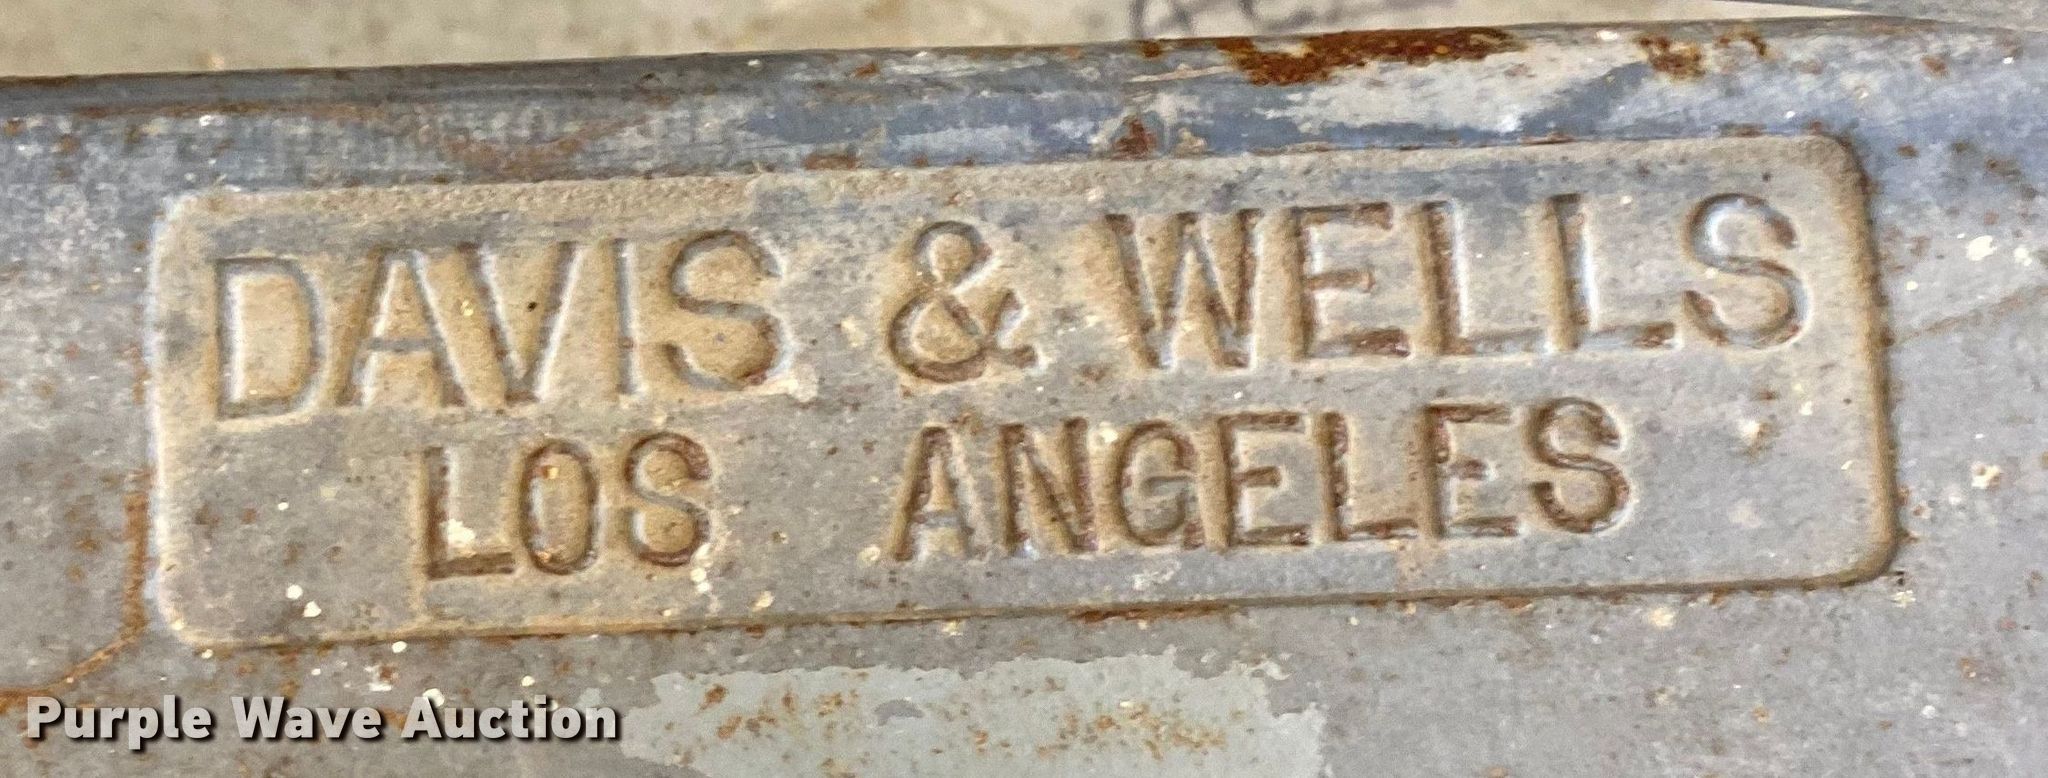 DAVIS & WELLS
LOS ANGELES
Purple Wave Auction